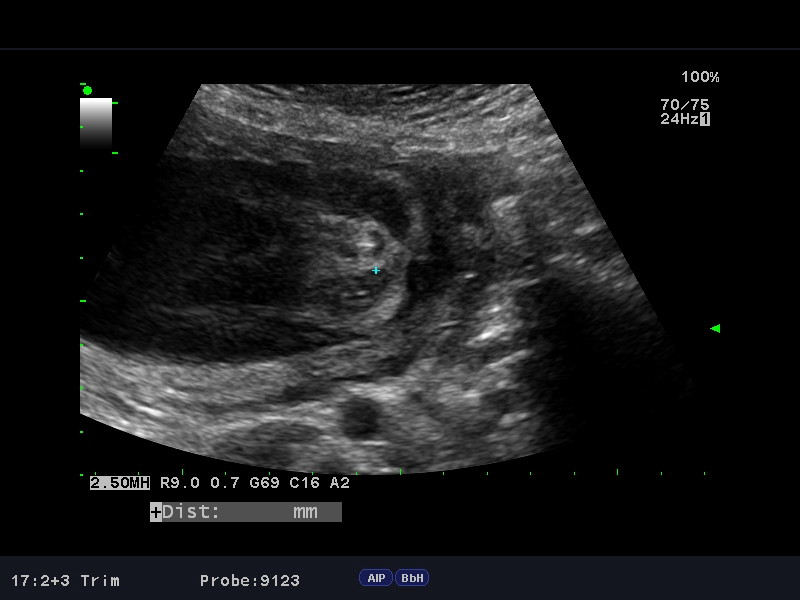 100%
70/75
24Hz1
2.50MH R9.0 0.7 G69 C16 A2
+Dist: mm
17:2+3 Trim Probe:9123 AIP BbH